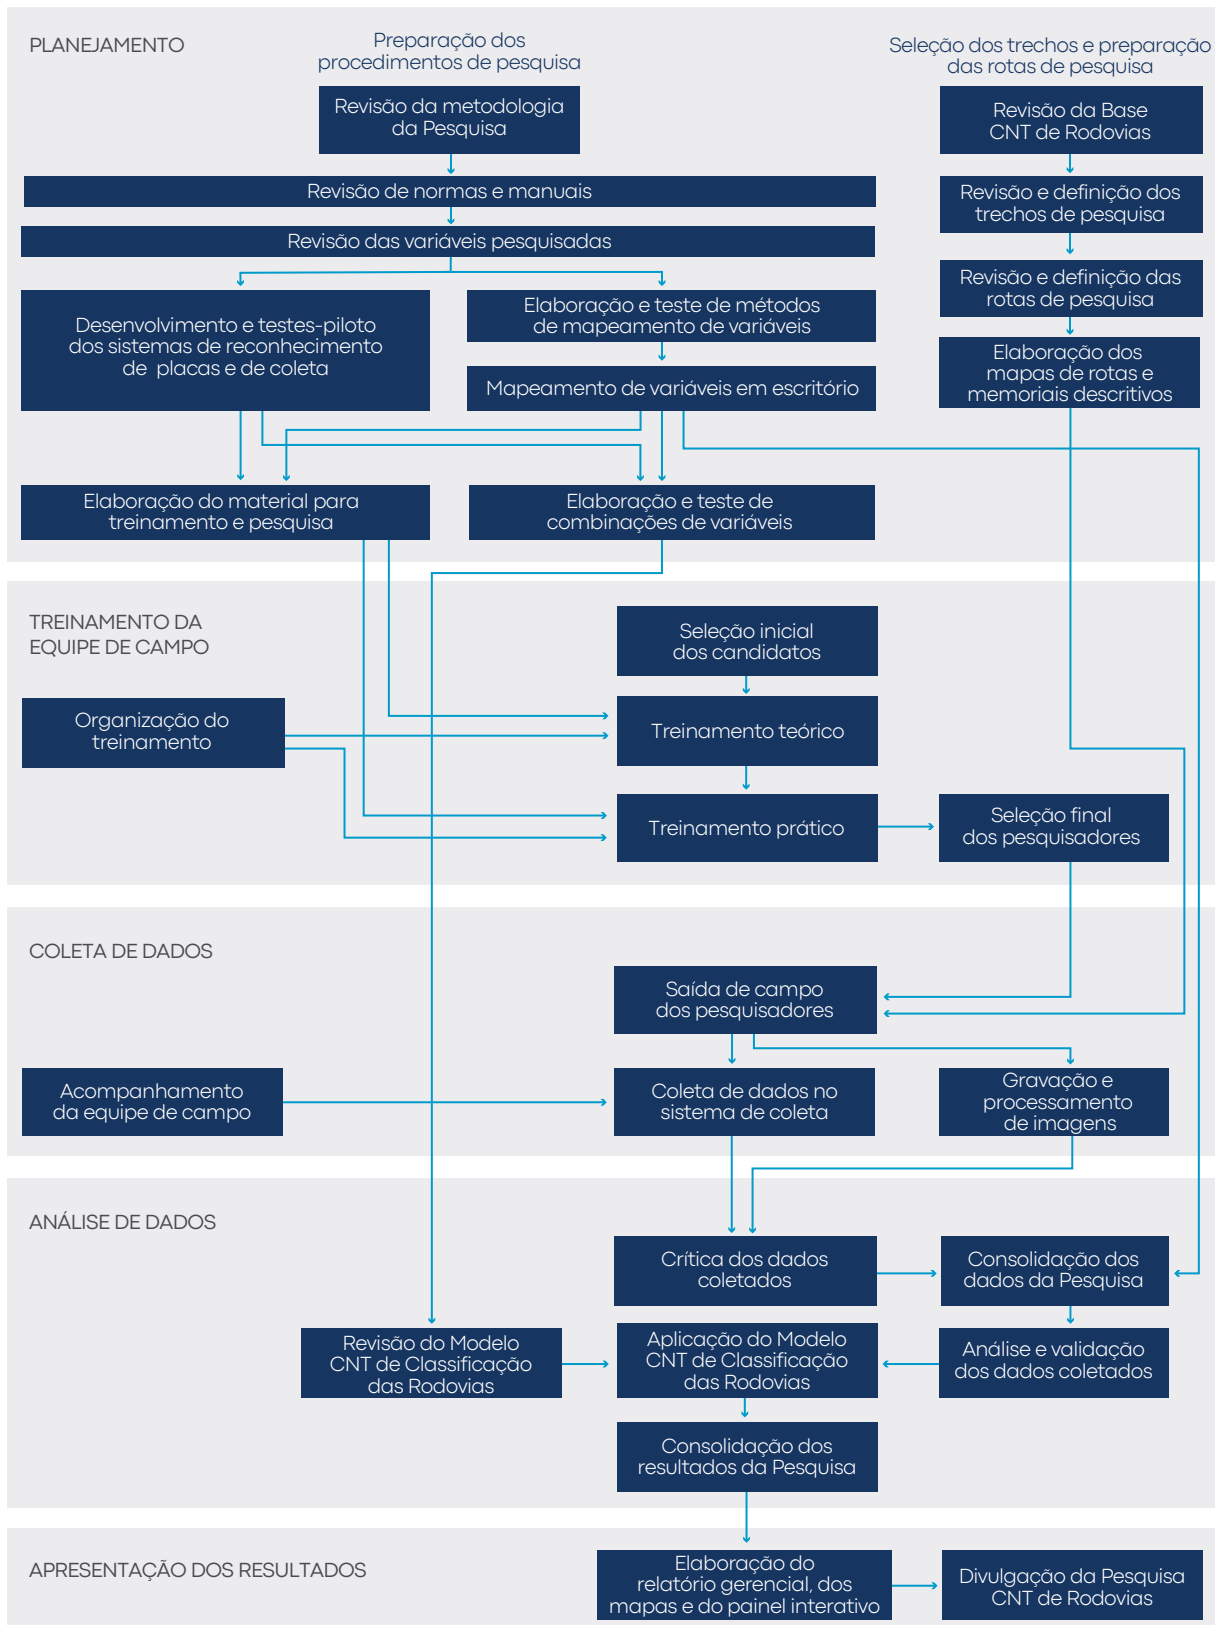 PLANEJAMENTO
Preparação dos
procedimentos de pesquisa
Seleção dos trechos e preparação
das rotas de pesquisa
Revisão da metodologia
da Pesquisa
Revisão da Base
CNT de Rodovias
Revisão de normas e manuais
Revisão e definição dos
trechos de pesquisa
Revisão das variáveis pesquisadas
Revisão e definição das
rotas de pesquisa
Desenvolvimento e testes-piloto
dos sistemas de reconhecimento
de placas e de coleta
Elaboração e teste de métodos
de mapeamento de variáveis
Elaboração dos
mapas de rotas e
memoriais descritivos
Mapeamento de variáveis em escritório
Elaboração do material para
treinamento e pesquisa
Elaboração e teste de
combinações de variáveis
TREINAMENTO DA
EQUIPE DE CAMPO
Seleção inicial
dos candidatos
Organização do
treinamento
Treinamento teórico
Treinamento prático
Seleção final
dos pesquisadores
COLETA DE DADOS
Saída de campo
dos pesquisadores
Acompanhamento
da equipe de campo
Coleta de dados no
sistema de coleta
Gravação e
processamento
de imagens
ANÁLISE DE DADOS
Crítica dos dados
coletados
Consolidação dos
dados da Pesquisa
Revisão do Modelo
CNT de Classificação
das Rodovias
Aplicação do Modelo
CNT de Classificação
das Rodovias
Análise e validação
dos dados coletados
Consolidação dos
resultados da Pesquisa
APRESENTAÇÃO DOS RESULTADOS
Elaboração do
relatório gerencial, dos
mapas e do painel interativo
Divulgação da Pesquisa
CNT de Rodovias